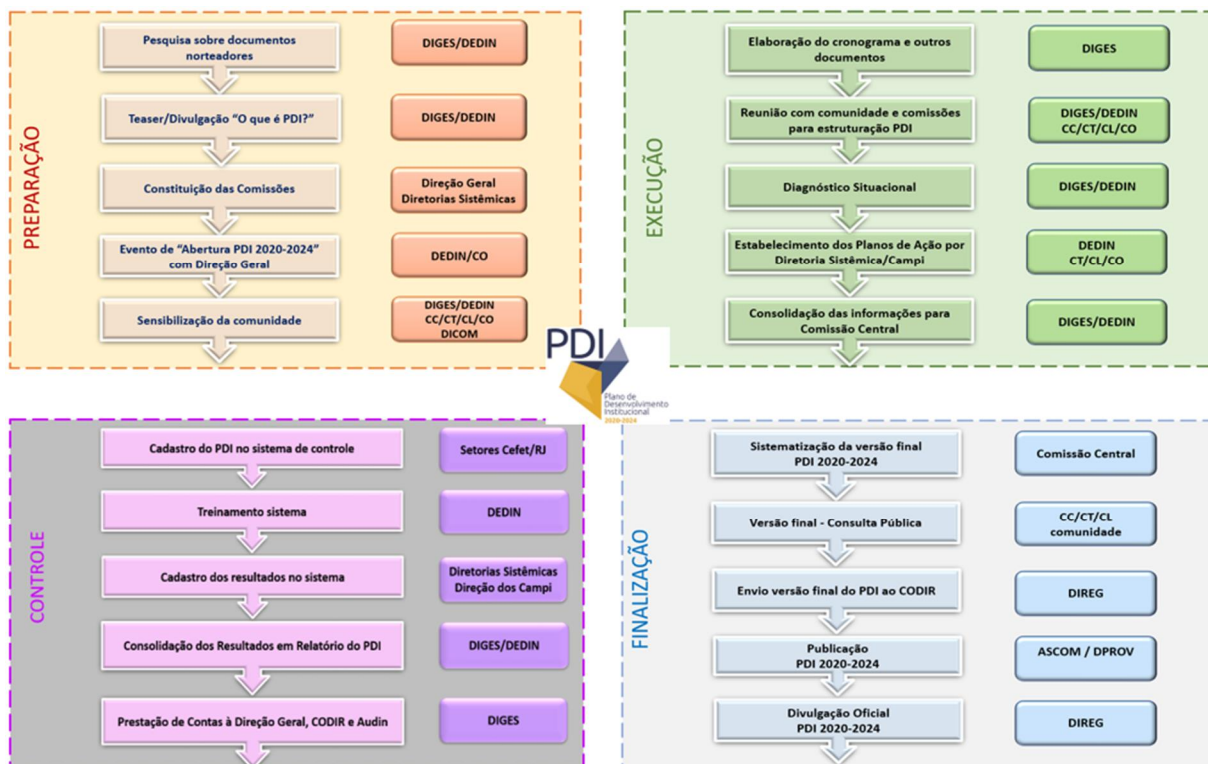 PREPARAÇÃO
Pesquisa sobre documentos
norteadores
DIGES/DEDIN
Teaser/Divulgação “O que é PDI?”
DIGES/DEDIN
Constituição das Comissões
Direção Geral
Diretorias Sistêmicas
Evento de “Abertura PDI 2020-2024”
com Direção Geral
DEDIN/CO
Sensibilização da comunidade
DIGES/DEDIN
CC/CT/CL/CO
DICOM
EXECUÇÃO
Elaboração do cronograma e outros
documentos
DIGES
Reunião com comunidade e comissões
para estruturação PDI
DIGES/DEDIN
CC/CT/CL/CO
Diagnóstico Situacional
DIGES/DEDIN
Estabelecimento dos Planos de Ação por
Diretoria Sistêmica/Campi
DEDIN
CT/CL/CO
Consolidação das informações para
Comissão Central
DIGES/DEDIN
PDI
Plano de
Desenvolvimento
Institucional
2020-2024
CONTROLE
Cadastro do PDI no sistema de controle
Setores Cefet/RJ
Treinamento sistema
DEDIN
Cadastro dos resultados no sistema
Diretorias Sistêmicas
Direção dos Campi
Consolidação dos Resultados em Relatório do PDI
DIGES/DEDIN
Prestação de Contas à Direção Geral, CODIR e Audin
DIGES
FINALIZAÇÃO
Sistematização da versão final
PDI 2020-2024
Comissão Central
Versão final - Consulta Pública
CC/CT/CL
comunidade
Envio versão final do PDI ao CODIR
DIREG
Publicação
PDI 2020-2024
ASCOM / DPROV
Divulgação Oficial
PDI 2020-2024
DIREG